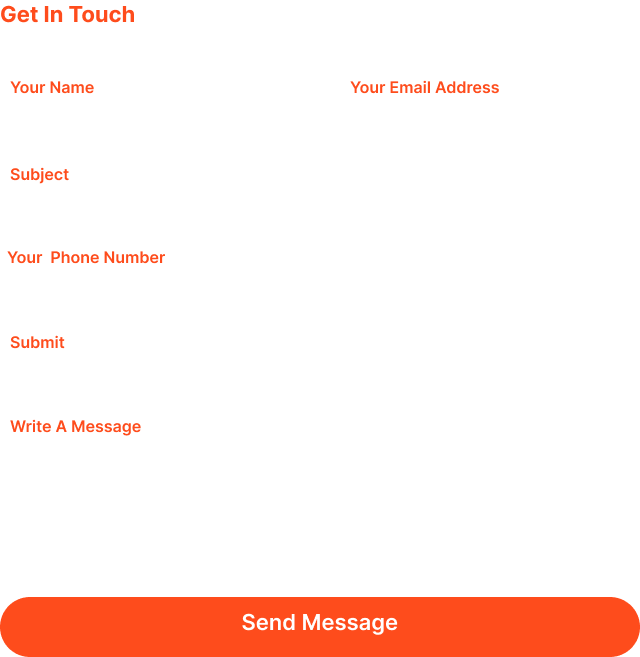 Get In Touch
Your Name
Your Email Address
Subject
Your  Phone Number
Submit
Write A Message
Send Message